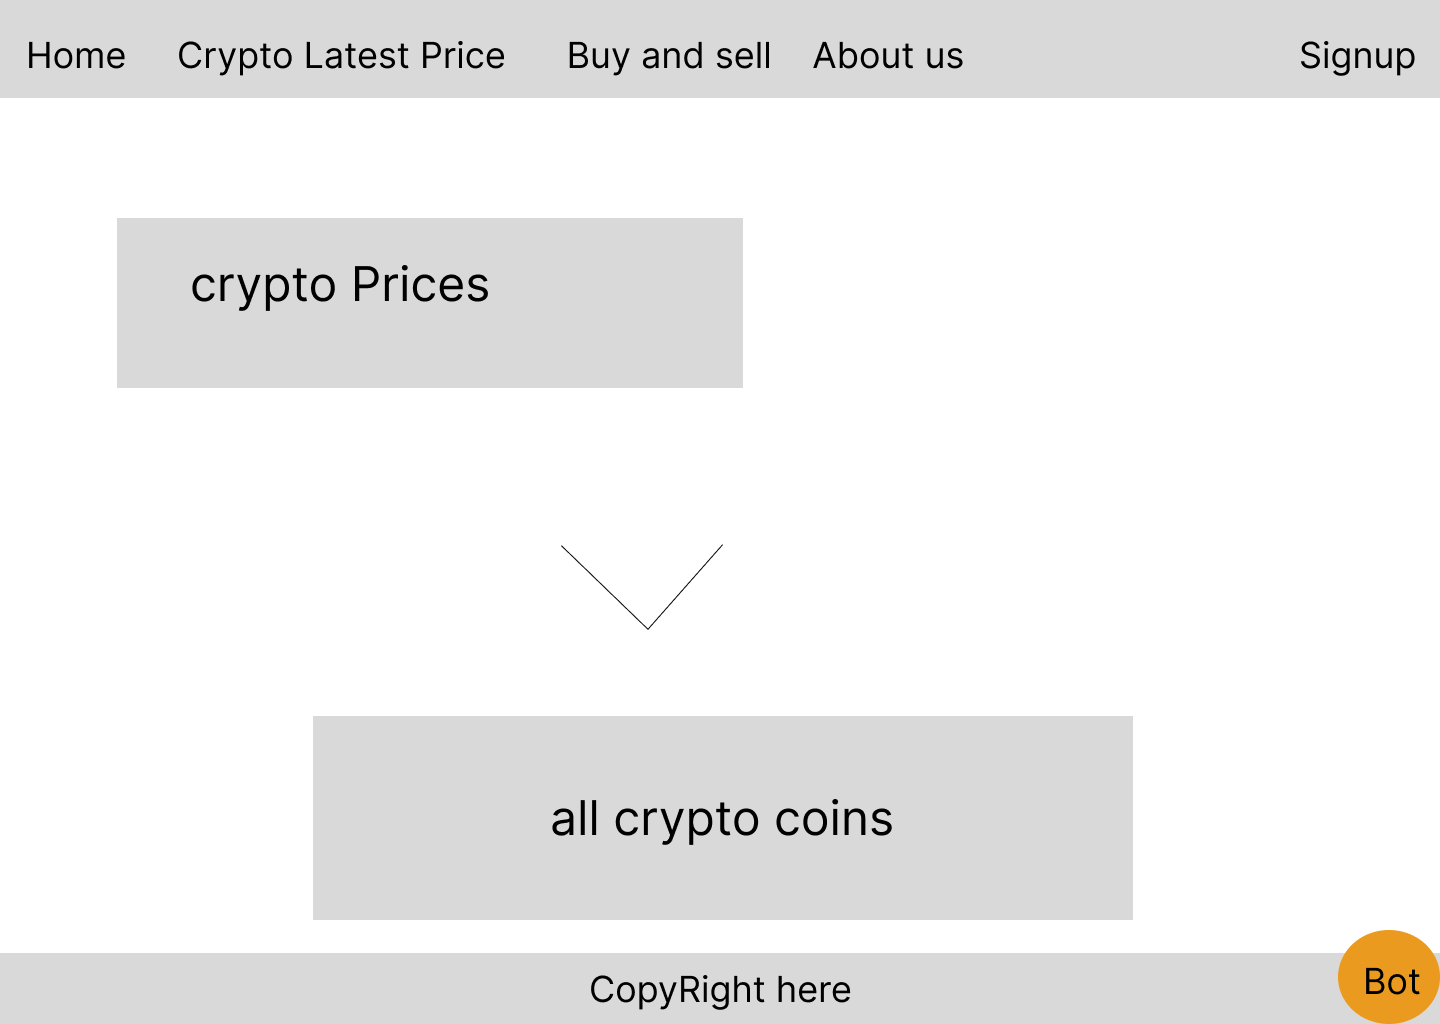 Home Crypto Latest Price Buy and sell About us Signup
crypto Prices
all crypto coins
CopyRight here
Bot